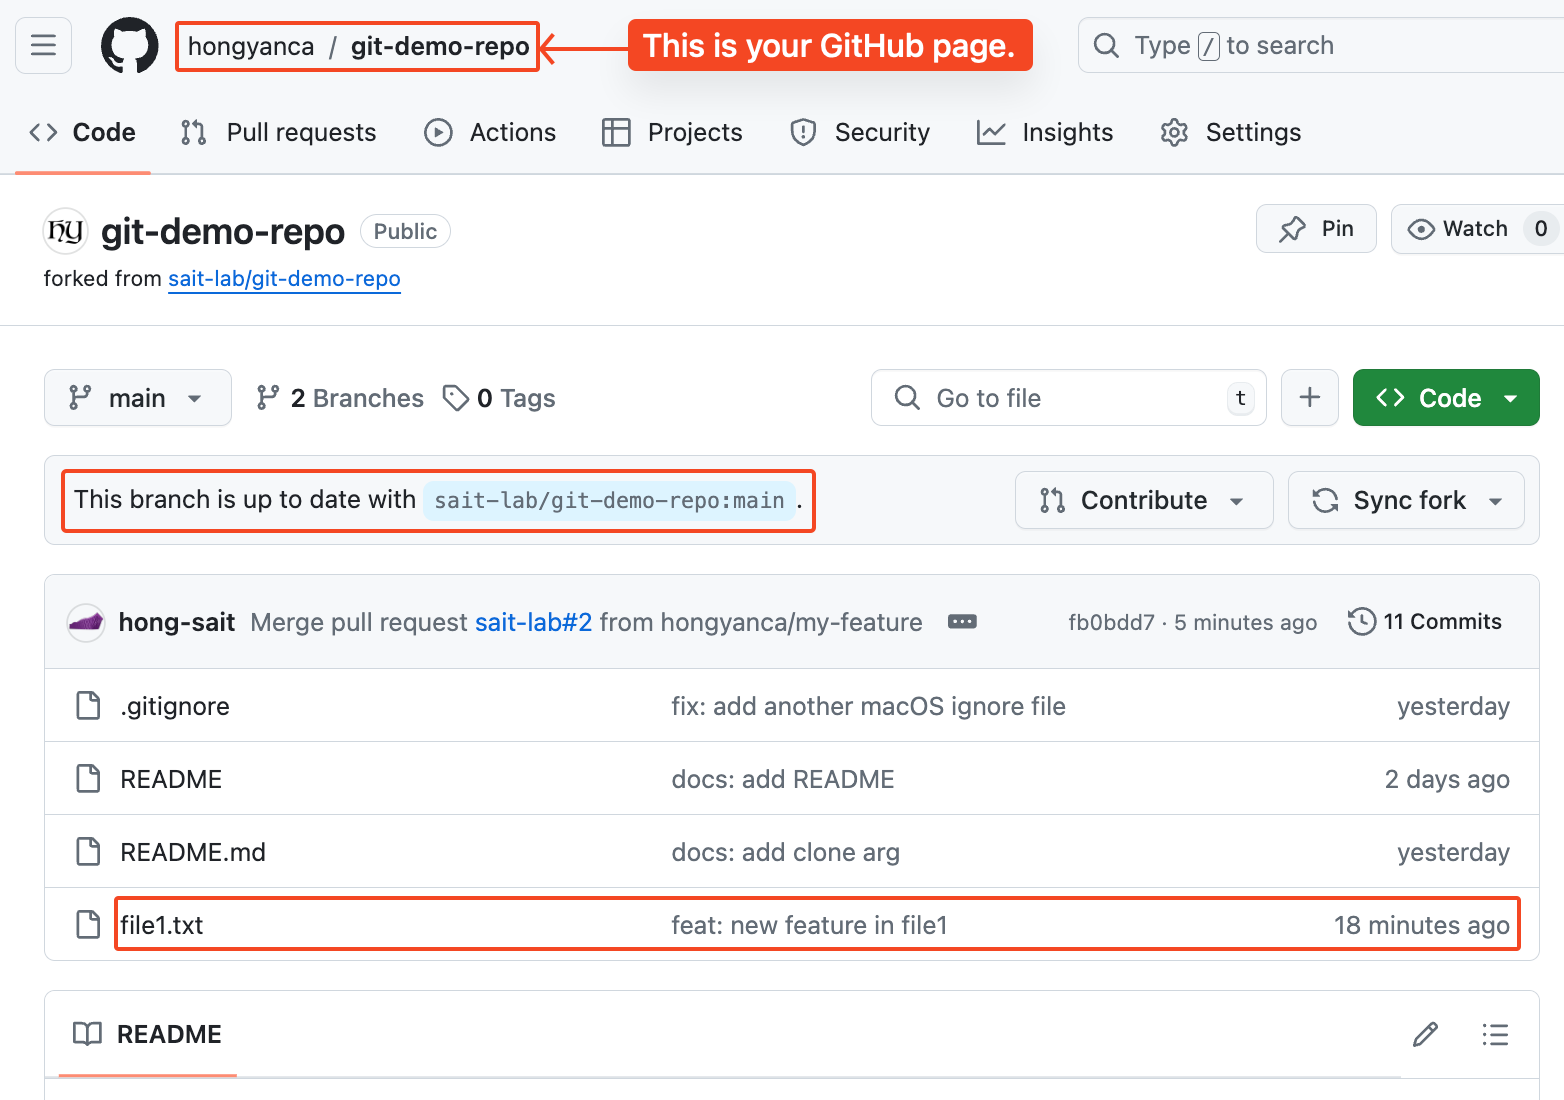 hongyanca / git-demo-repo This is your GitHub page. Type / to search
Code Pull requests Actions Projects Security Insights Settings
hy git-demo-repo Public Pin Watch 0
forked from sait-lab/git-demo-repo
main 2 Branches 0 Tags Go to file t Code
This branch is up to date with sait-lab/git-demo-repo:main. Contribute Sync fork
hong-sait Merge pull request sait-lab#2 from hongyanca/my-feature fb0bdd7 · 5 minutes ago 11 Commits
.gitignore fix: add another macOS ignore file yesterday
README docs: add README 2 days ago
README.md docs: add clone arg yesterday
file1.txt feat: new feature in file1 18 minutes ago
README